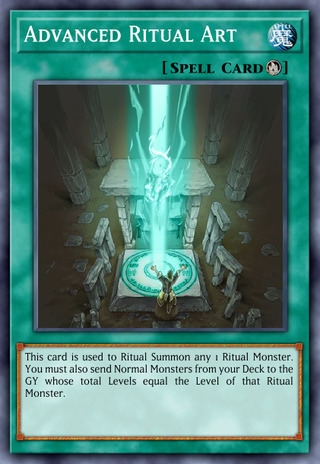 Advanced Ritual Art
魔
[Spell Card]
This card is used to Ritual Summon any 1 Ritual Monster.
You must also send Normal Monsters from your Deck to the
GY whose total Levels equal the Level of that Ritual
Monster.